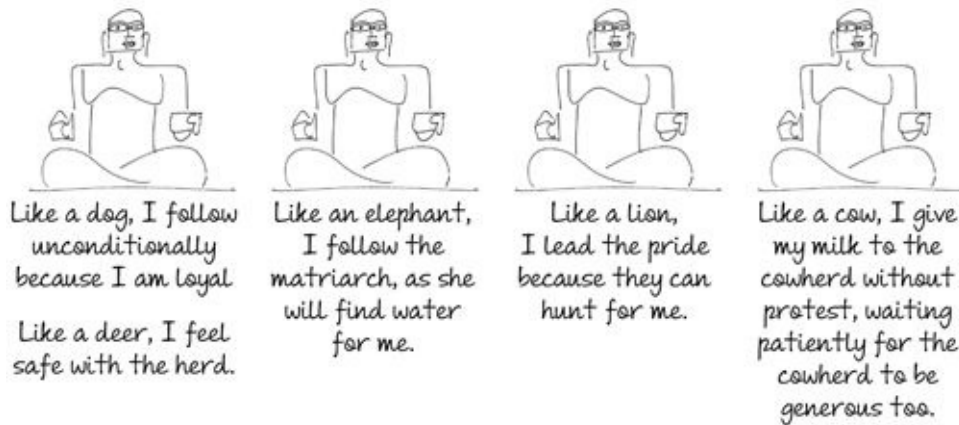 Like a dog, I follow
unconditionally
because I am loyal
Like a deer, I feel
safe with the herd.
Like an elephant,
I follow the
matriarch, as she
will find water
for me.
Like a lion,
I lead the pride
because they can
hunt for me.
Like a cow, I give
my milk to the
cowherd without
protest, waiting
patiently for the
cowherd to be
generous too.